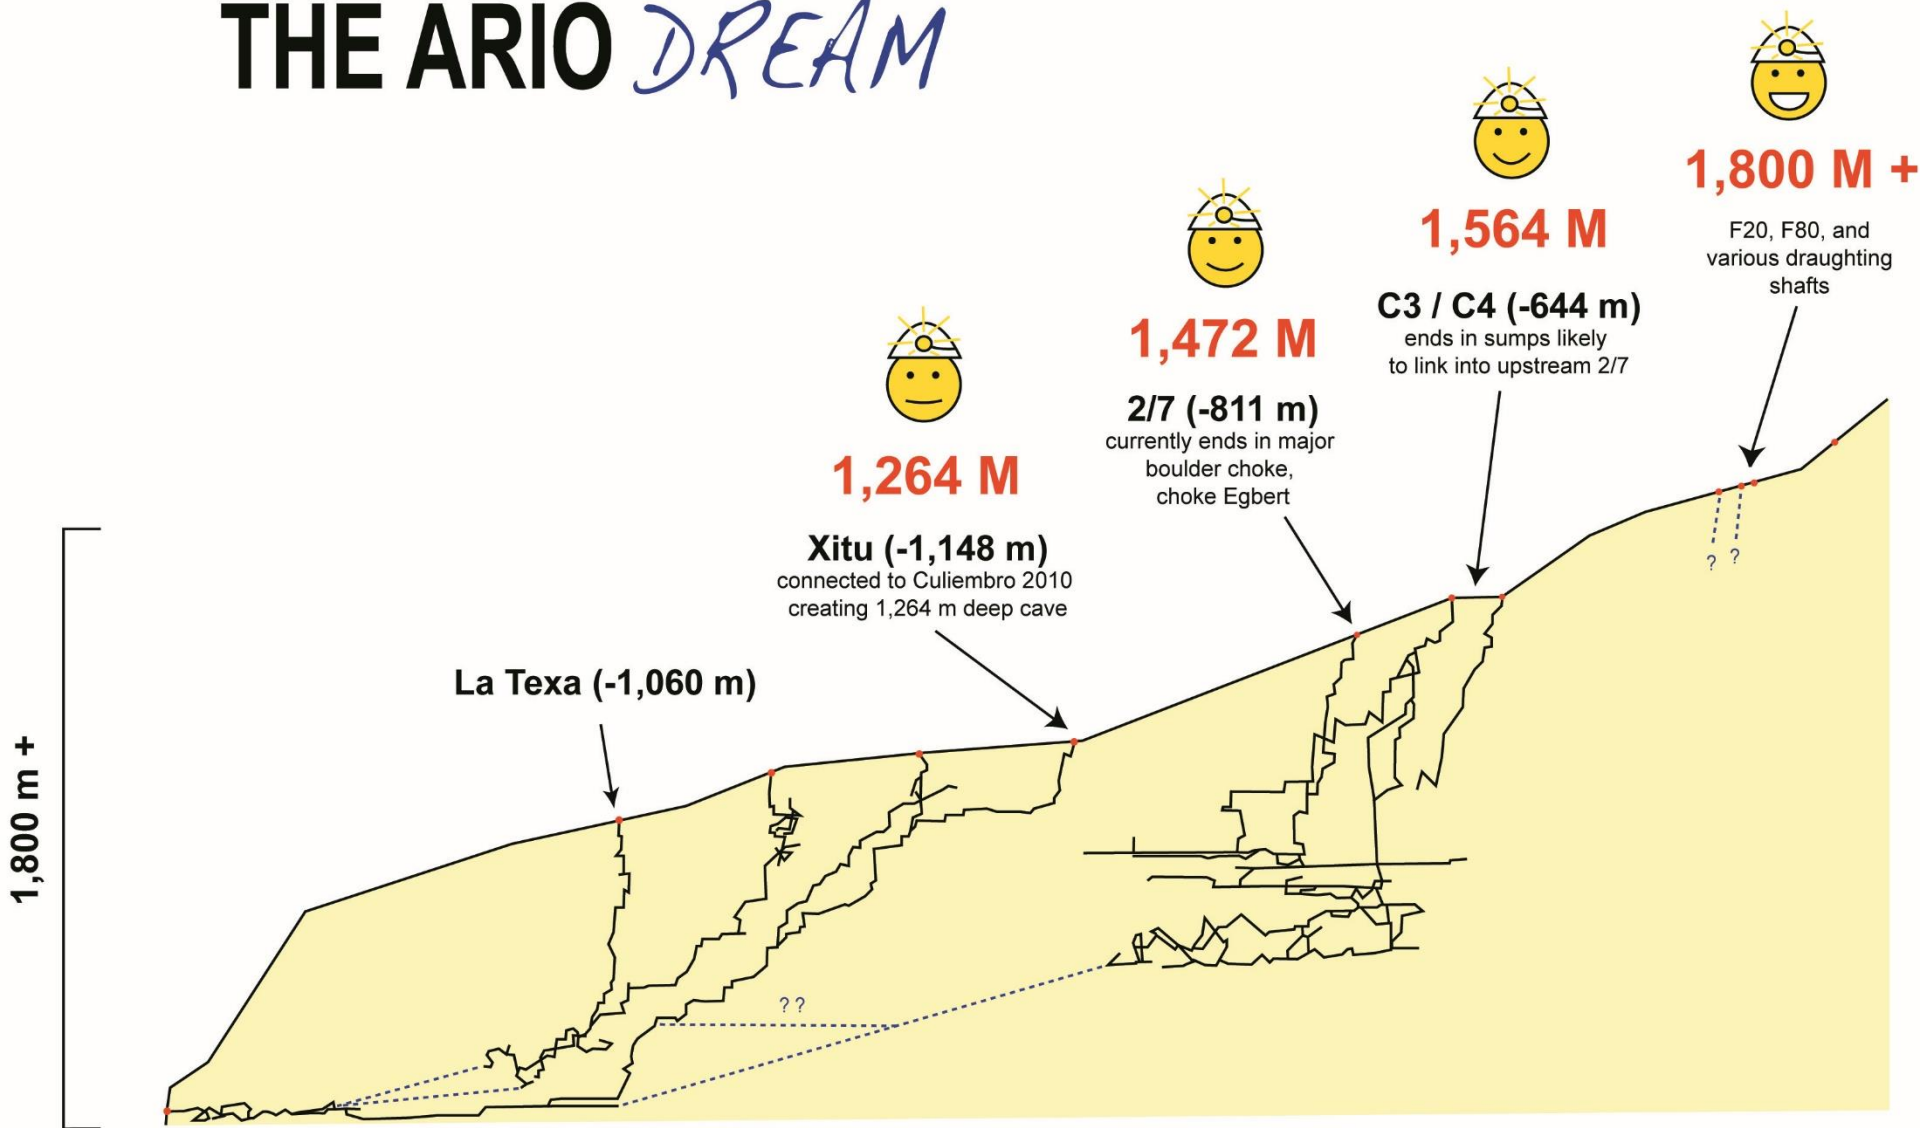 THE ARIO DREAM
1,800 M +
F20, F80, and
various draughting
shafts
1,564 M
C3 / C4 (-644 m)
ends in sumps likely
to link into upstream 2/7
1,472 M
2/7 (-811 m)
currently ends in major
boulder choke,
choke Egbert
1,264 M
Xitu (-1,148 m)
connected to Culiembro 2010
creating 1,264 m deep cave
La Texa (-1,060 m)
1,800 m +
? ?
? ?